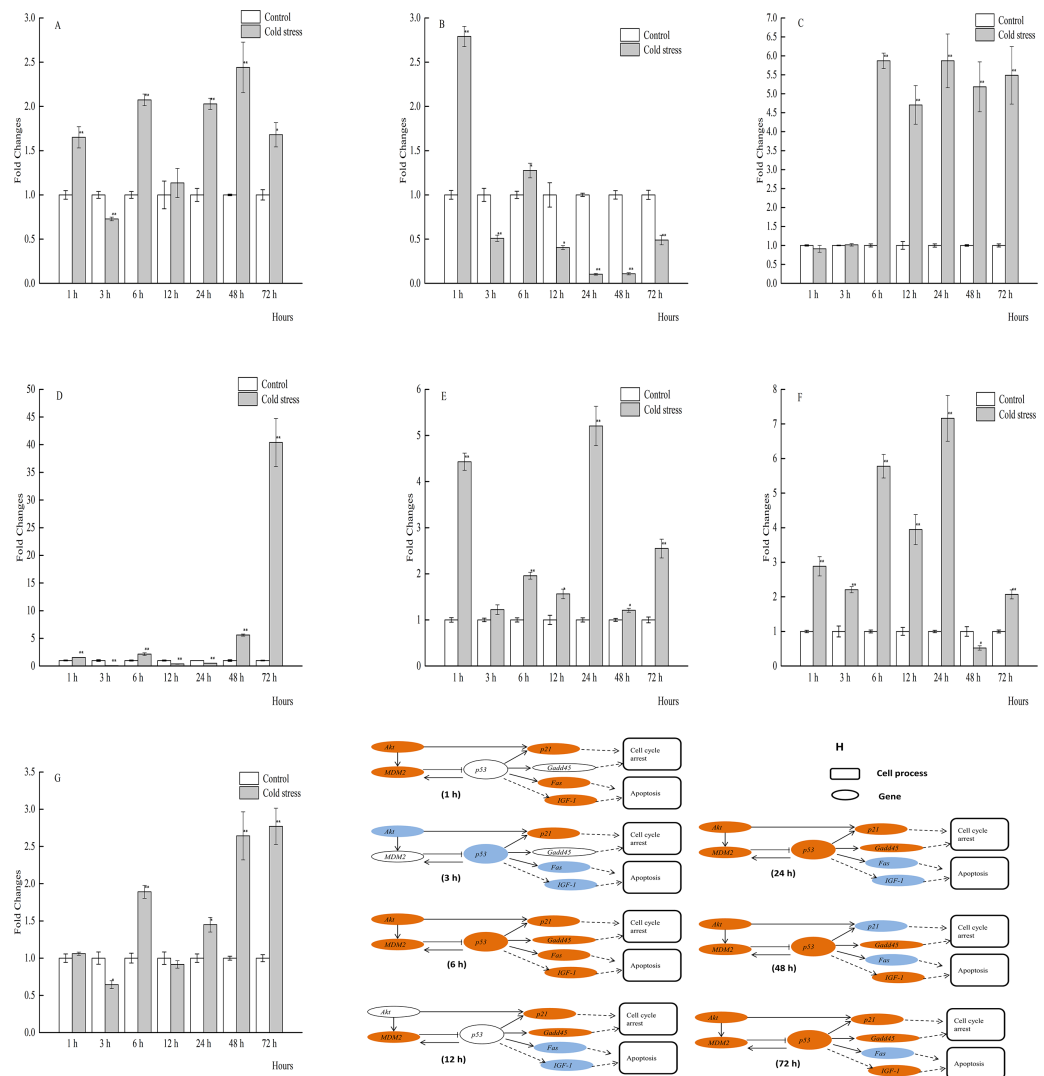 A
Control
Cold stress
3.0
2.5
2.0
1.5
1.0
0.5
0.0
Fold Changes
** ** ** ** ** *
1 h 3 h 6 h 12 h 24 h 48 h 72 h
Hours
B
Control
Cold stress
3.0
2.5
2.0
1.5
1.0
0.5
0.0
Fold Changes
** ** * * ** ** **
1 h 3 h 6 h 12 h 24 h 48 h 72 h
Hours
C
Control
Cold stress
7.0
6.5
6.0
5.5
5.0
4.5
4.0
3.5
3.0
2.5
2.0
1.5
1.0
0.5
0.0
Fold Changes
** ** ** ** **
1 h 3 h 6 h 12 h 24 h 48 h 72 h
Hours
D
Control
Cold stress
50
45
40
35
30
25
20
15
10
5
0
Fold Changes
** ** ** ** ** ** **
1 h 3 h 6 h 12 h 24 h 48 h 72 h
Hours
E
Control
Cold stress
6
5
4
3
2
1
0
Fold Changes
** ** * ** * **
1 h 3 h 6 h 12 h 24 h 48 h 72 h
Hours
F
Control
Cold stress
8
7
6
5
4
3
2
1
0
Fold Changes
** ** ** ** ** * **
1 h 3 h 6 h 12 h 24 h 48 h 72 h
Hours
G
Control
Cold stress
3.5
3.0
2.5
2.0
1.5
1.0
0.5
0.0
Fold Changes
* ** * ** **
1 h 3 h 6 h 12 h 24 h 48 h 72 h
Hours
H
Cell process
Gene
Akt
MDM2
p53
p21
Gadd45
Fas
IGF-1
Cell cycle
arrest
Apoptosis
(1 h)
Akt
MDM2
p53
p21
Gadd45
Fas
IGF-1
Cell cycle
arrest
Apoptosis
(3 h)
Akt
MDM2
p53
p21
Gadd45
Fas
IGF-1
Cell cycle
arrest
Apoptosis
(6 h)
Akt
MDM2
p53
p21
Gadd45
Fas
IGF-1
Cell cycle
arrest
Apoptosis
(12 h)
Akt
MDM2
p53
p21
Gadd45
Fas
IGF-1
Cell cycle
arrest
Apoptosis
(24 h)
Akt
MDM2
p53
p21
Gadd45
Fas
IGF-1
Cell cycle
arrest
Apoptosis
(48 h)
Akt
MDM2
p53
p21
Gadd45
Fas
IGF-1
Cell cycle
arrest
Apoptosis
(72 h)